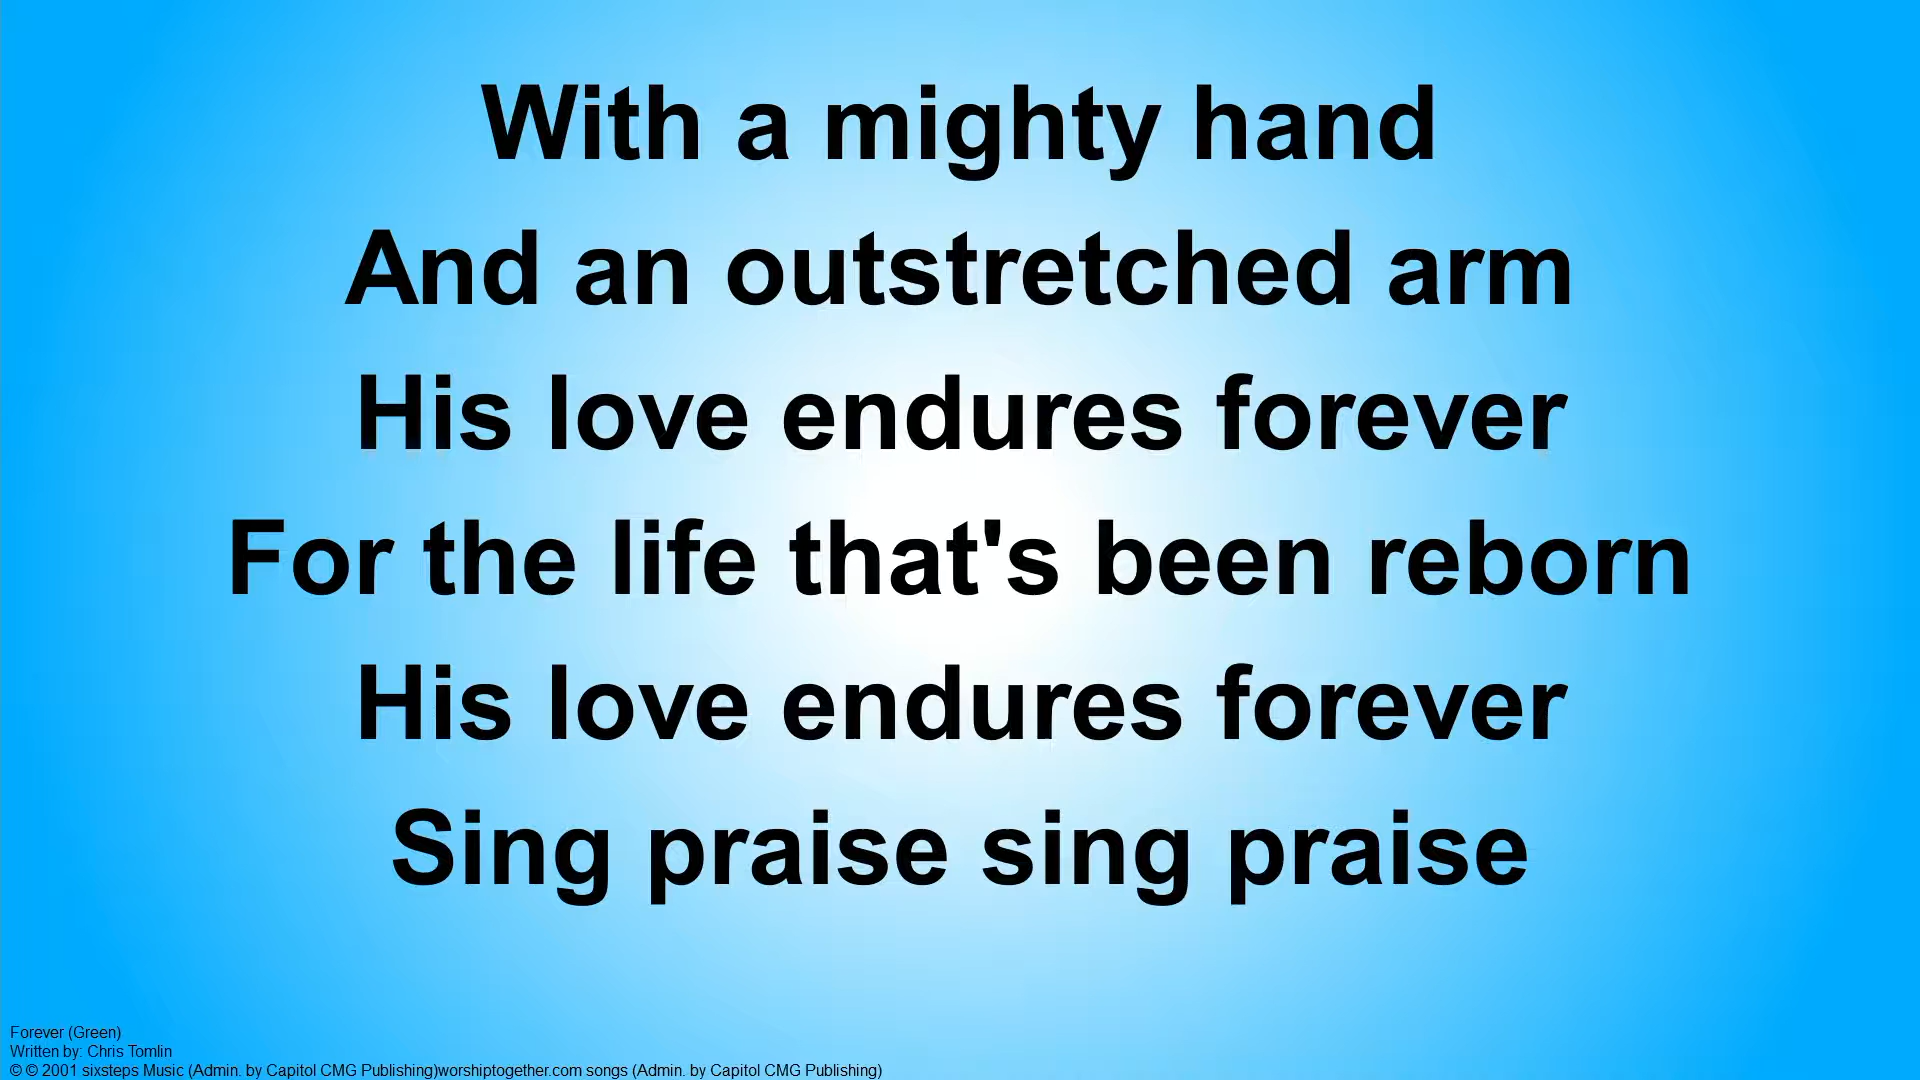 With a mighty hand
And an outstretched arm
His love endures forever
For the life that's been reborn
His love endures forever
Sing praise sing praise
Forever (Green)
Written by: Chris Tomlin
© © 2001 sixsteps Music (Admin. by Capitol CMG Publishing)worshiptogether.com songs (Admin. by Capitol CMG Publishing)